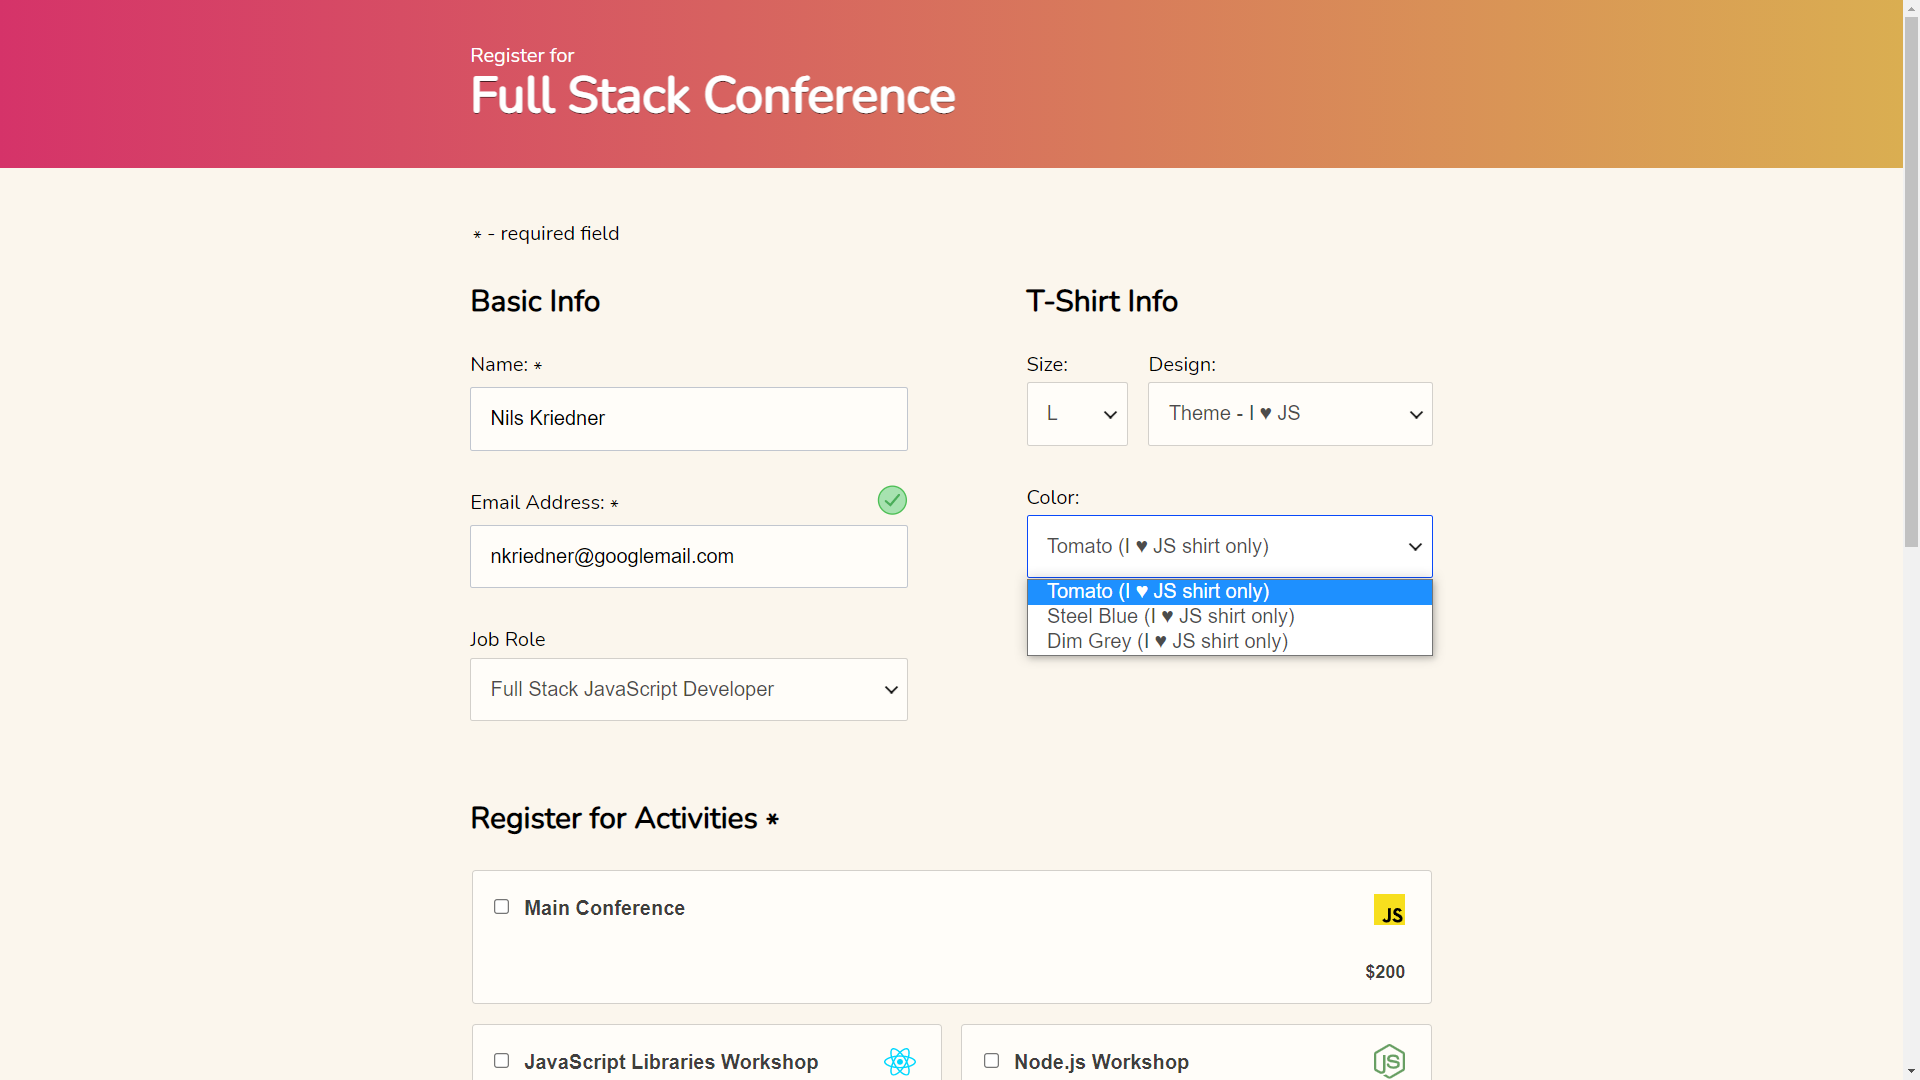 Register for
Full Stack Conference
* - required field
Basic Info
Name: *
Nils Kriedner
Email Address: *
nkriedner@googlemail.com
Job Role
Full Stack JavaScript Developer
T-Shirt Info
Size:
L
Design:
Theme - I ♥ JS
Color:
Tomato (I ♥ JS shirt only)
Tomato (I ♥ JS shirt only)
Steel Blue (I ♥ JS shirt only)
Dim Grey (I ♥ JS shirt only)
Register for Activities *
Main Conference
JS
$200
JavaScript Libraries Workshop
Node.js Workshop
JS